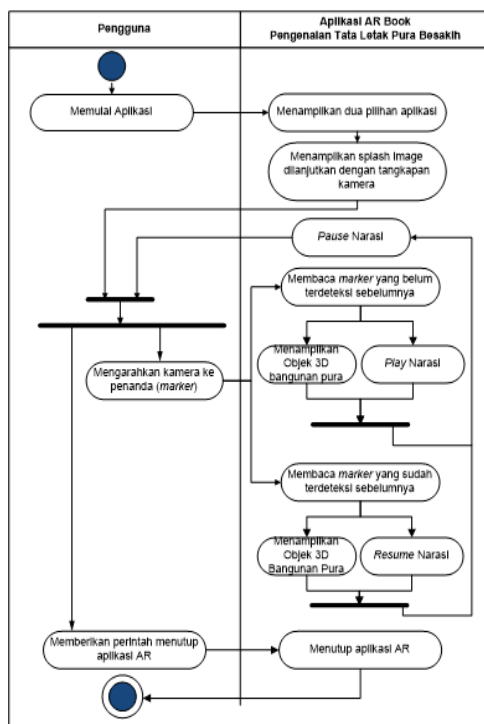 Pengguna
Aplikasi AR Book
Pengenalan Tata Letak Pura Besakih
Memulai Aplikasi
Menampilkan dua pilihan aplikasi
Menampilkan splash image
dilanjutkan dengan tangkapan
kamera
Pause Narasi
Membaca marker yang belum
terdeteksi sebelumnya
Mengarahkan kamera ke
penanda (marker)
Menampilkan
Objek 3D
bangunan pura
Play Narasi
Membaca marker yang sudah
terdeteksi sebelumnya
Menampilkan
Objek 3D
Bangunan Pura
Resume Narasi
Memberikan perintah menutup
aplikasi AR
Menutup aplikasi AR